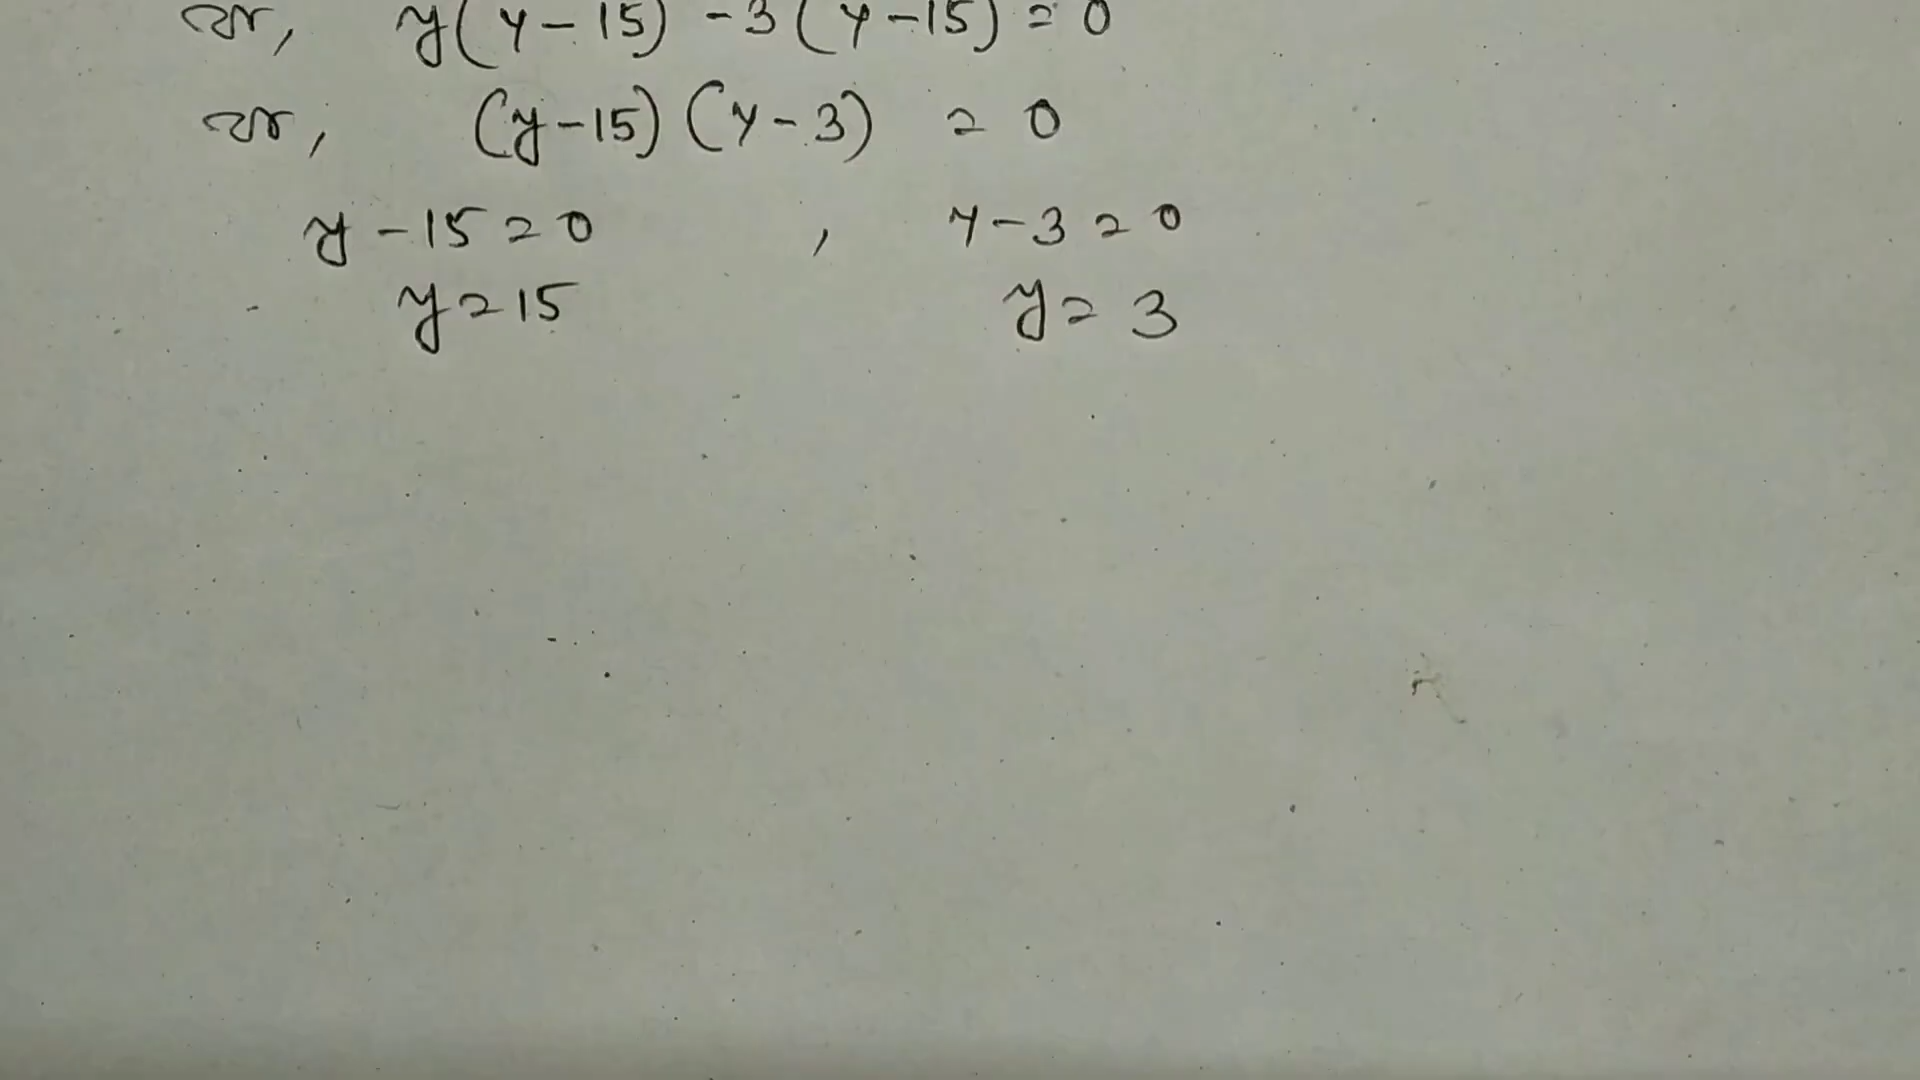 বা, y(y-15) -3(y-15) = 0
বা, (y-15)(y-3) = 0
y-15=0 , y-3=0
y=15 y= 3